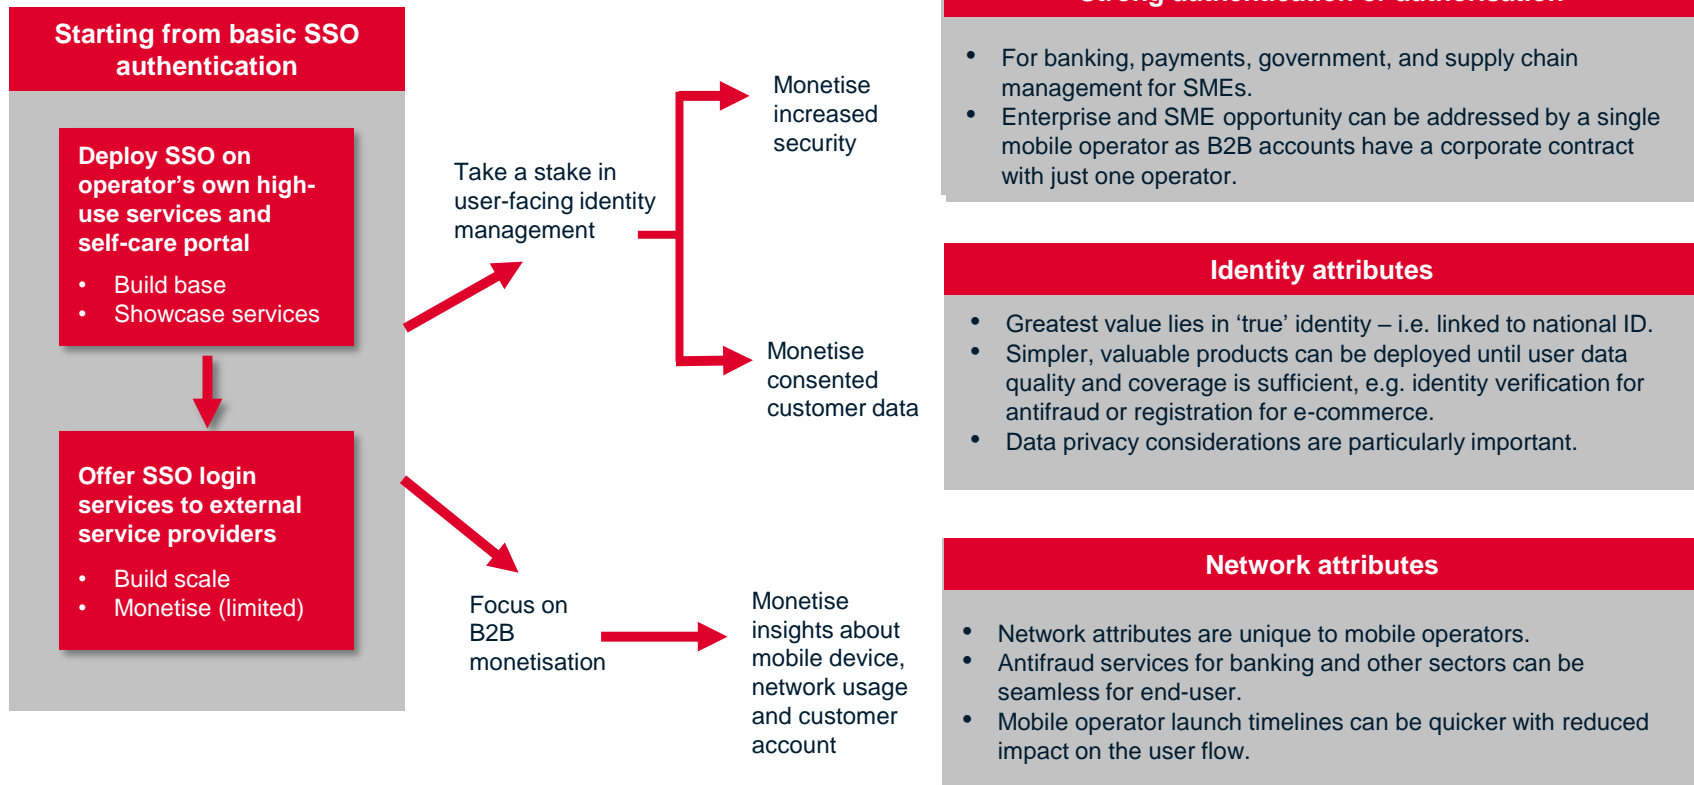 Starting from basic SSO
authentication
Deploy SSO on
operator's own high-
use services and
self-care portal
• Build base
• Showcase services
Offer SSO login
services to external
service providers
• Build scale
• Monetise (limited)
Take a stake in
user-facing identity
management
Monetise
increased
security
Monetise
consented
customer data
Focus on
B2B
monetisation
Monetise
insights about
mobile device,
network usage
and customer
account
Strong authentication or authorisation
• For banking, payments, government, and supply chain
management for SMEs.
• Enterprise and SME opportunity can be addressed by a single
mobile operator as B2B accounts have a corporate contract
with just one operator.
Identity attributes
• Greatest value lies in ‘true’ identity – i.e. linked to national ID.
• Simpler, valuable products can be deployed until user data
quality and coverage is sufficient, e.g. identity verification for
antifraud or registration for e-commerce.
• Data privacy considerations are particularly important.
Network attributes
• Network attributes are unique to mobile operators.
• Antifraud services for banking and other sectors can be
seamless for end-user.
• Mobile operator launch timelines can be quicker with reduced
impact on the user flow.